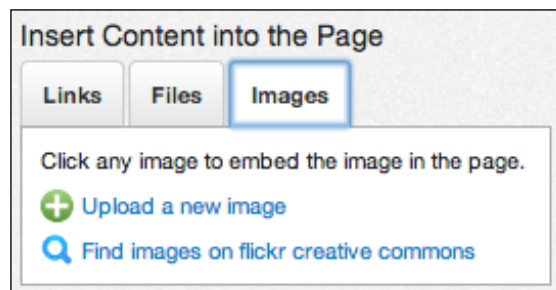 Insert Content into the Page
Links Files Images
Click any image to embed the image in the page.
Upload a new image
Find images on flickr creative commons